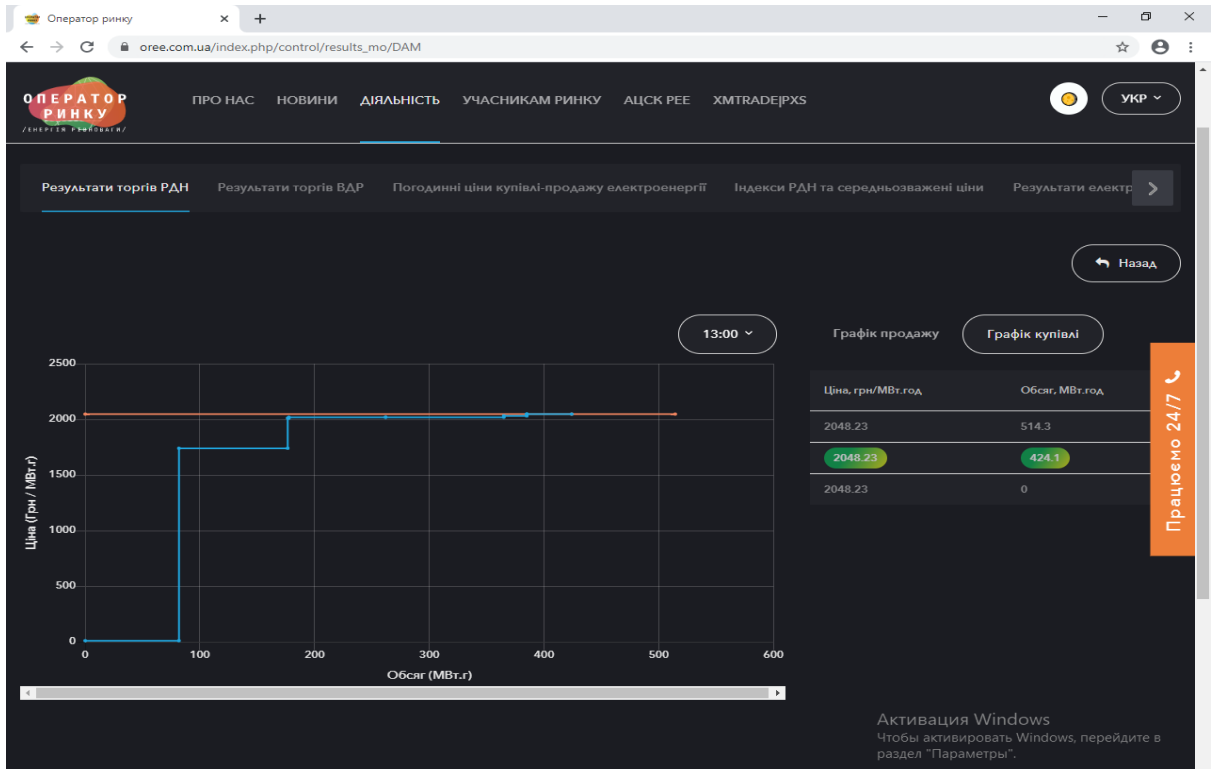 Оператор ринку
oree.com.ua/index.php/control/results_mo/DAM
ОПЕРАТОР
РИНКУ
/ЕНЕРГІЯ РІВНОВАГИ/
ПРО НАС НОВИНИ ДІЯЛЬНІСТЬ УЧАСНИКАМ РИНКУ АЦСК РЕЕ XMTRADE|PXS
УКР
Результати торгів РДН Результати торгів ВДР Погодинні ціни купівлі-продажу електроенергії Індекси РДН та середньозважені ціни Результати електр
Назад
13:00
Графік продажу Графік купівлі
Ціна, грн/МВт.год Обсяг, МВт.год
2048.23 514.3
2048.23 424.1
2048.23 0
Працюємо 24/7
2500
2000
1500
1000
500
0
Ціна (Грн / МВт.г)
0 100 200 300 400 500 600
Обсяг (МВт.г)
Активация Windows
Чтобы активировать Windows, перейдите в
раздел "Параметры".